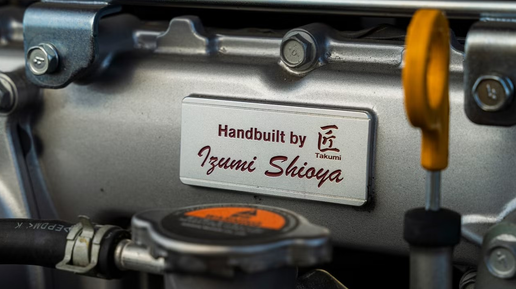 Handbuilt by 匠
Takumi
Izumi Shioya